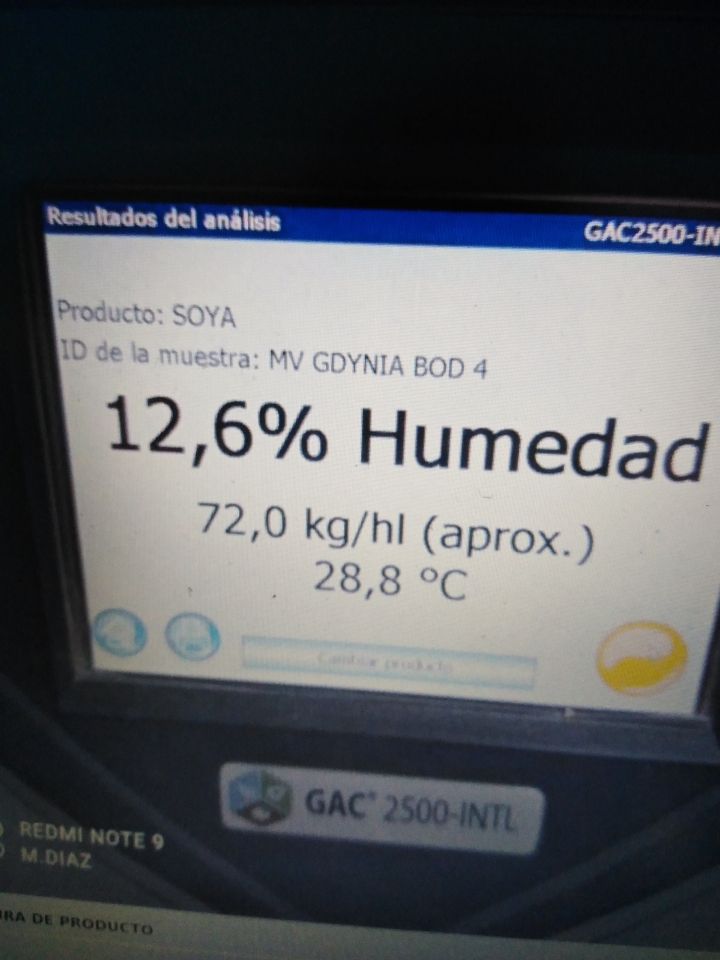 Resultados del análisis
GAC2500-IN
Producto: SOYA
ID de la muestra: MV GDYNIA BOD 4
12,6% Humedad
72,0 kg/hl (aprox.)
28,8 ºC
Cambiar producto
GAC® 2500-INTL
REDMI NOTE 9
M.DIAZ
RA DE PRODUCTO